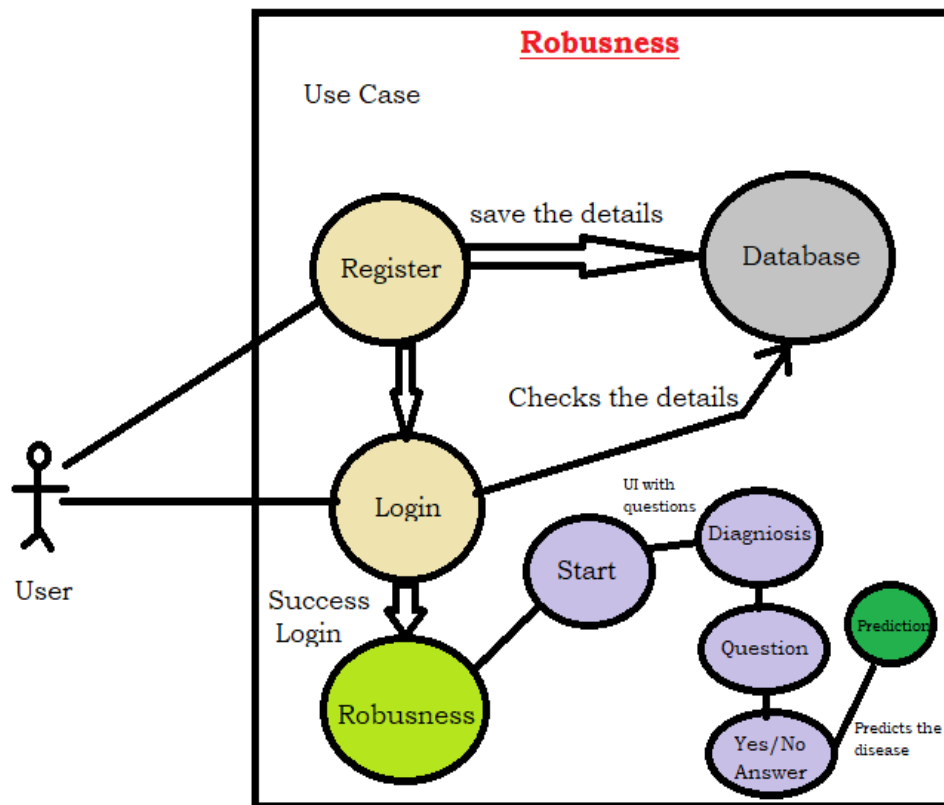 Robusness
Use Case
save the details
Register
Database
Checks the details
Login
User
UI with
questions
Diagniosis
Start
Success
Login
Prediction
Question
Robusness
Yes/No
Answer
Predicts the
disease